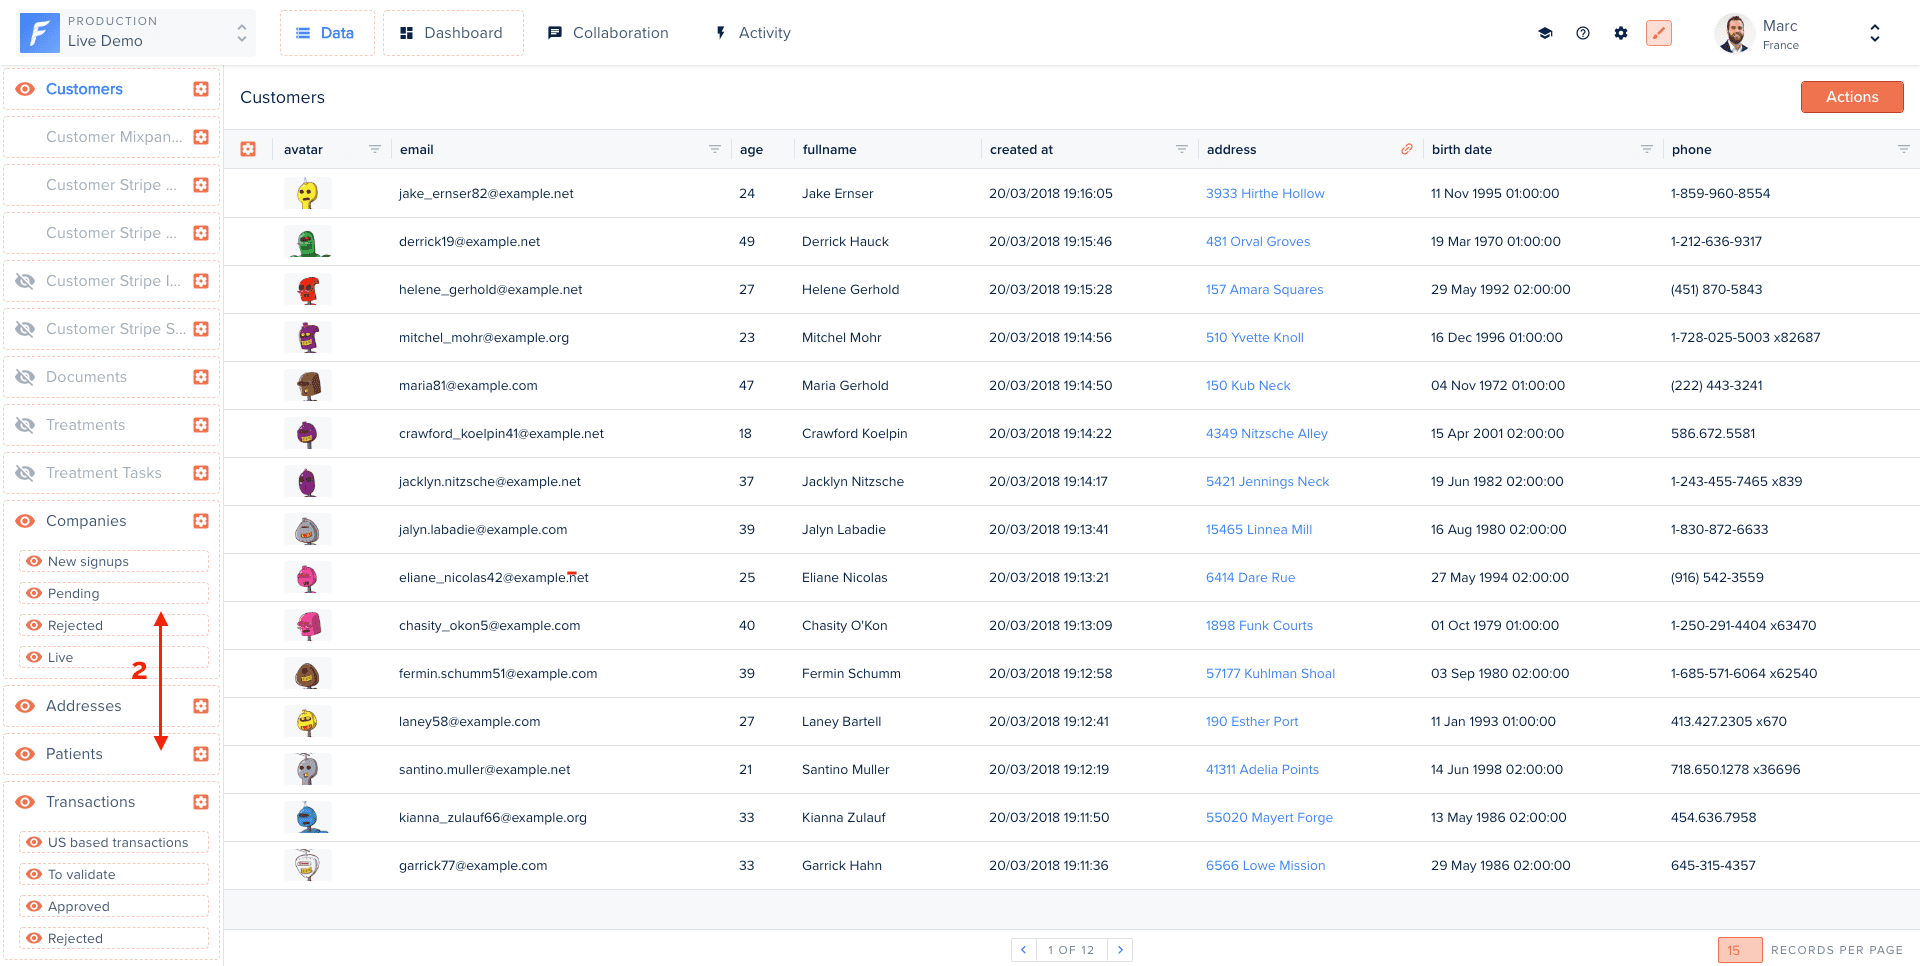 PRODUCTION
Live Demo
Data
Dashboard
Collaboration
Activity
Marc
France
Customers
Customer Mixpan...
Customer Stripe ...
Customer Stripe ...
Customer Stripe I...
Customer Stripe S...
Documents
Treatments
Treatment Tasks
Companies
New signups
Pending
Rejected
Live
2
Addresses
Patients
Transactions
US based transactions
To validate
Approved
Rejected
Customers
Actions
avatar email age fullname created at address birth date phone
jake_ernser82@example.net 24 Jake Ernser 20/03/2018 19:16:05 3933 Hirthe Hollow 11 Nov 1995 01:00:00 1-859-960-8554
derrick19@example.net 49 Derrick Hauck 20/03/2018 19:15:46 481 Orval Groves 19 Mar 1970 01:00:00 1-212-636-9317
helene_gerhold@example.net 27 Helene Gerhold 20/03/2018 19:15:28 157 Amara Squares 29 May 1992 02:00:00 (451) 870-5843
mitchel_mohr@example.org 23 Mitchel Mohr 20/03/2018 19:14:56 510 Yvette Knoll 16 Dec 1996 01:00:00 1-728-025-5003 x82687
maria81@example.com 47 Maria Gerhold 20/03/2018 19:14:50 150 Kub Neck 04 Nov 1972 01:00:00 (222) 443-3241
crawford_koelpin41@example.net 18 Crawford Koelpin 20/03/2018 19:14:22 4349 Nitzsche Alley 15 Apr 2001 02:00:00 586.672.5581
jacklyn.nitzsche@example.net 37 Jacklyn Nitzsche 20/03/2018 19:14:17 5421 Jennings Neck 19 Jun 1982 02:00:00 1-243-455-7465 x839
jalyn.labadie@example.com 39 Jalyn Labadie 20/03/2018 19:13:41 15465 Linnea Mill 16 Aug 1980 02:00:00 1-830-872-6633
eliane_nicolas42@example.net 25 Eliane Nicolas 20/03/2018 19:13:21 6414 Dare Rue 27 May 1994 02:00:00 (916) 542-3559
chasity_okon5@example.com 40 Chasity O'Kon 20/03/2018 19:13:09 1898 Funk Courts 01 Oct 1979 01:00:00 1-250-291-4404 x63470
fermin.schumm51@example.com 39 Fermin Schumm 20/03/2018 19:12:58 57177 Kuhlman Shoal 03 Sep 1980 02:00:00 1-685-571-6064 x62540
laney58@example.com 27 Laney Bartell 20/03/2018 19:12:41 190 Esther Port 11 Jan 1993 01:00:00 413.427.2305 x670
santino.muller@example.net 21 Santino Muller 20/03/2018 19:12:19 41311 Adelia Points 14 Jun 1998 02:00:00 718.650.1278 x36696
kianna_zulauf66@example.org 33 Kianna Zulauf 20/03/2018 19:11:50 55020 Mayert Forge 13 May 1986 02:00:00 454.636.7958
garrick77@example.com 33 Garrick Hahn 20/03/2018 19:11:36 6566 Lowe Mission 29 May 1986 02:00:00 645-315-4357
1 OF 12
15 RECORDS PER PAGE